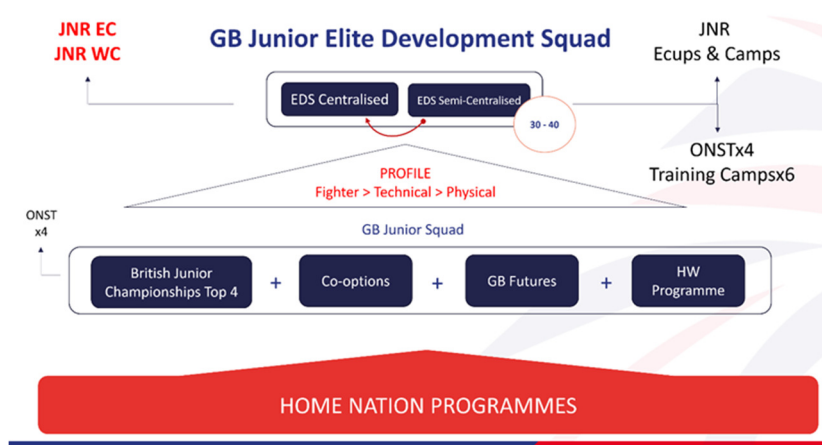 GB Junior Elite Development Squad
JNR EC
JNR WC
JNR
Ecups & Camps
EDS Centralised
EDS Semi-Centralised
30 - 40
ONSTx4
Training Campsx6
PROFILE
Fighter > Technical > Physical
ONST
x4
GB Junior Squad
British Junior
Championships Top 4
+
Co-options
+
GB Futures
+
HW
Programme
HOME NATION PROGRAMMES